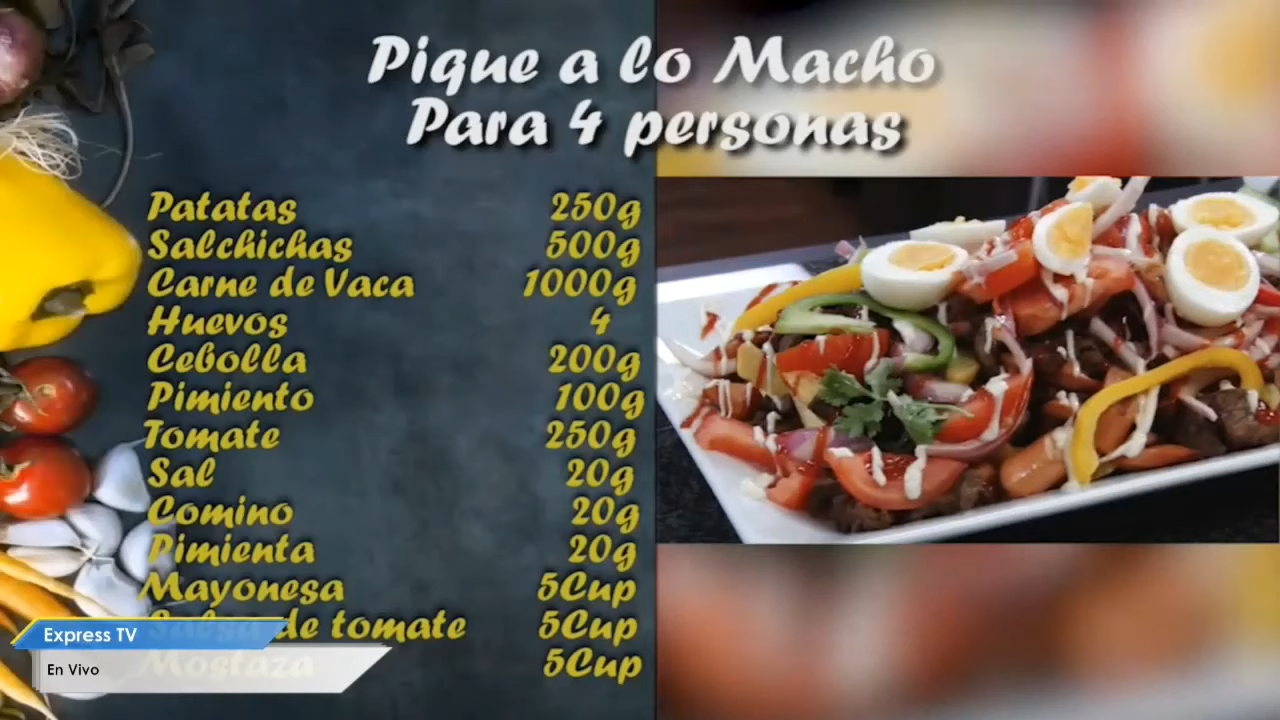 Pique a lo Macho
Para 4 personas
Patatas 250g
Salchichas 500g
Carne de Vaca 1000g
Huevos 4
Cebolla 200g
Pimiento 100g
Tomate 250g
Sal 20g
Comino 20g
Pimienta 20g
Mayonesa 5Cup
Salsa de tomate 5Cup
Mostaza 5Cup
Express TV
En Vivo